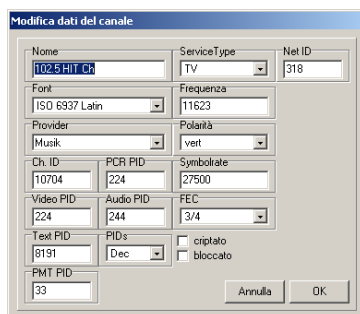 Modifica dati del canale
Nome ServiceType Net ID
102.5 HIT Ch TV 318
Font Frequenza
ISO 6937 Latin 11623
Provider Polarità
Musik vert
Ch. ID PCR PID Symbolrate
10704 224 27500
Video PID Audio PID FEC
224 244 3/4
Text PID PIDs criptato
8191 Dec bloccato
PMT PID
33 Annulla OK